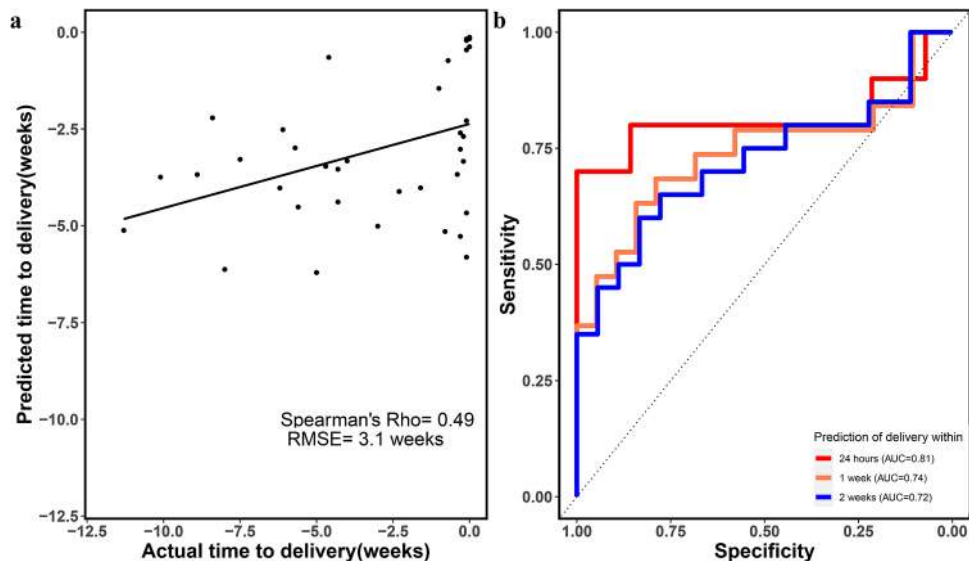 a
Predicted time to delivery(weeks)
0.0
−2.5
−5.0
−7.5
−10.0
−12.5
Spearman's Rho= 0.49
RMSE= 3.1 weeks
−12.5 −10.0 −7.5 −5.0 −2.5 0.0
Actual time to delivery(weeks)
b
Sensitivity
1.00
0.75
0.50
0.25
0.00
Prediction of delivery within
24 hours (AUC=0.81)
1 week (AUC=0.74)
2 weeks (AUC=0.72)
1.00 0.75 0.50 0.25 0.00
Specificity